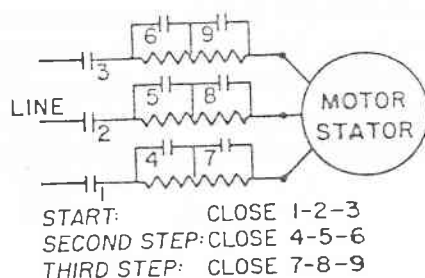 6 9
3
5 8
LINE
2
MOTOR
STATOR
4 7
1
START: CLOSE 1-2-3
SECOND STEP: CLOSE 4-5-6
THIRD STEP: CLOSE 7-8-9